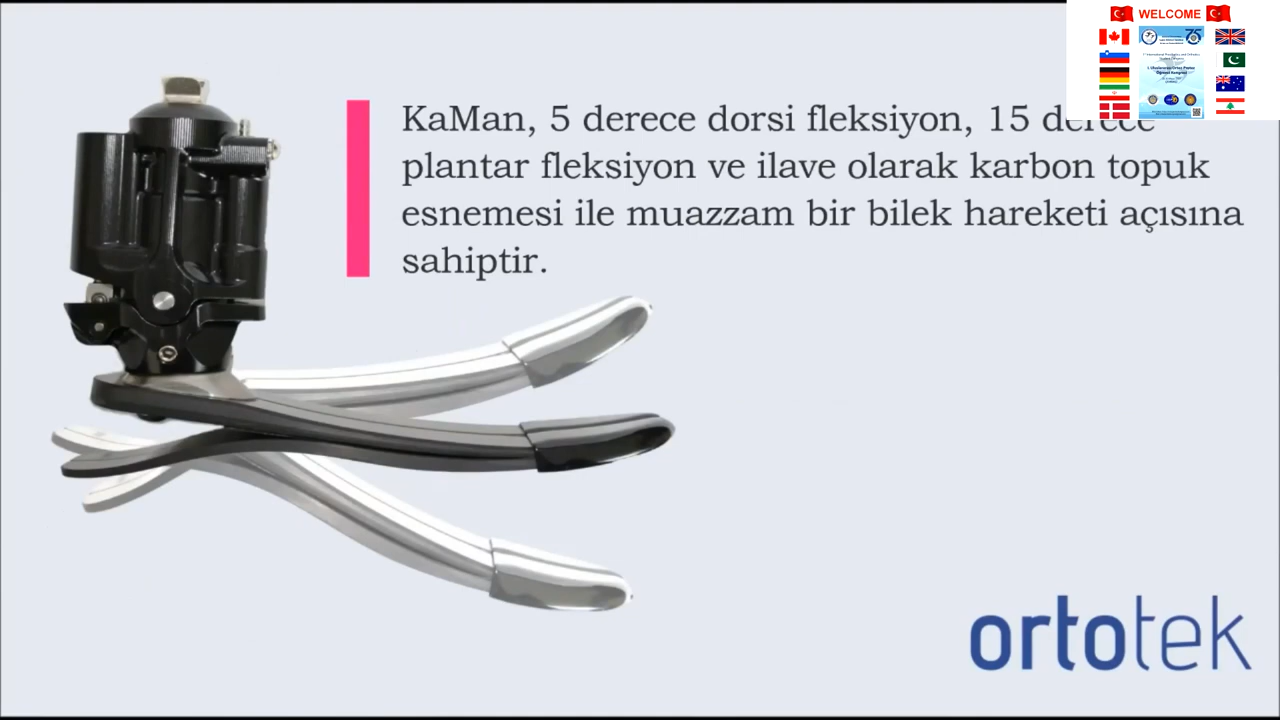 WELCOME
75
KaMan, 5 derece dorsi fleksiyon, 15 derece
plantar fleksiyon ve ilave olarak karbon topuk
esnemesi ile muazzam bir bilek hareketi açısına
sahiptir.
ortotek